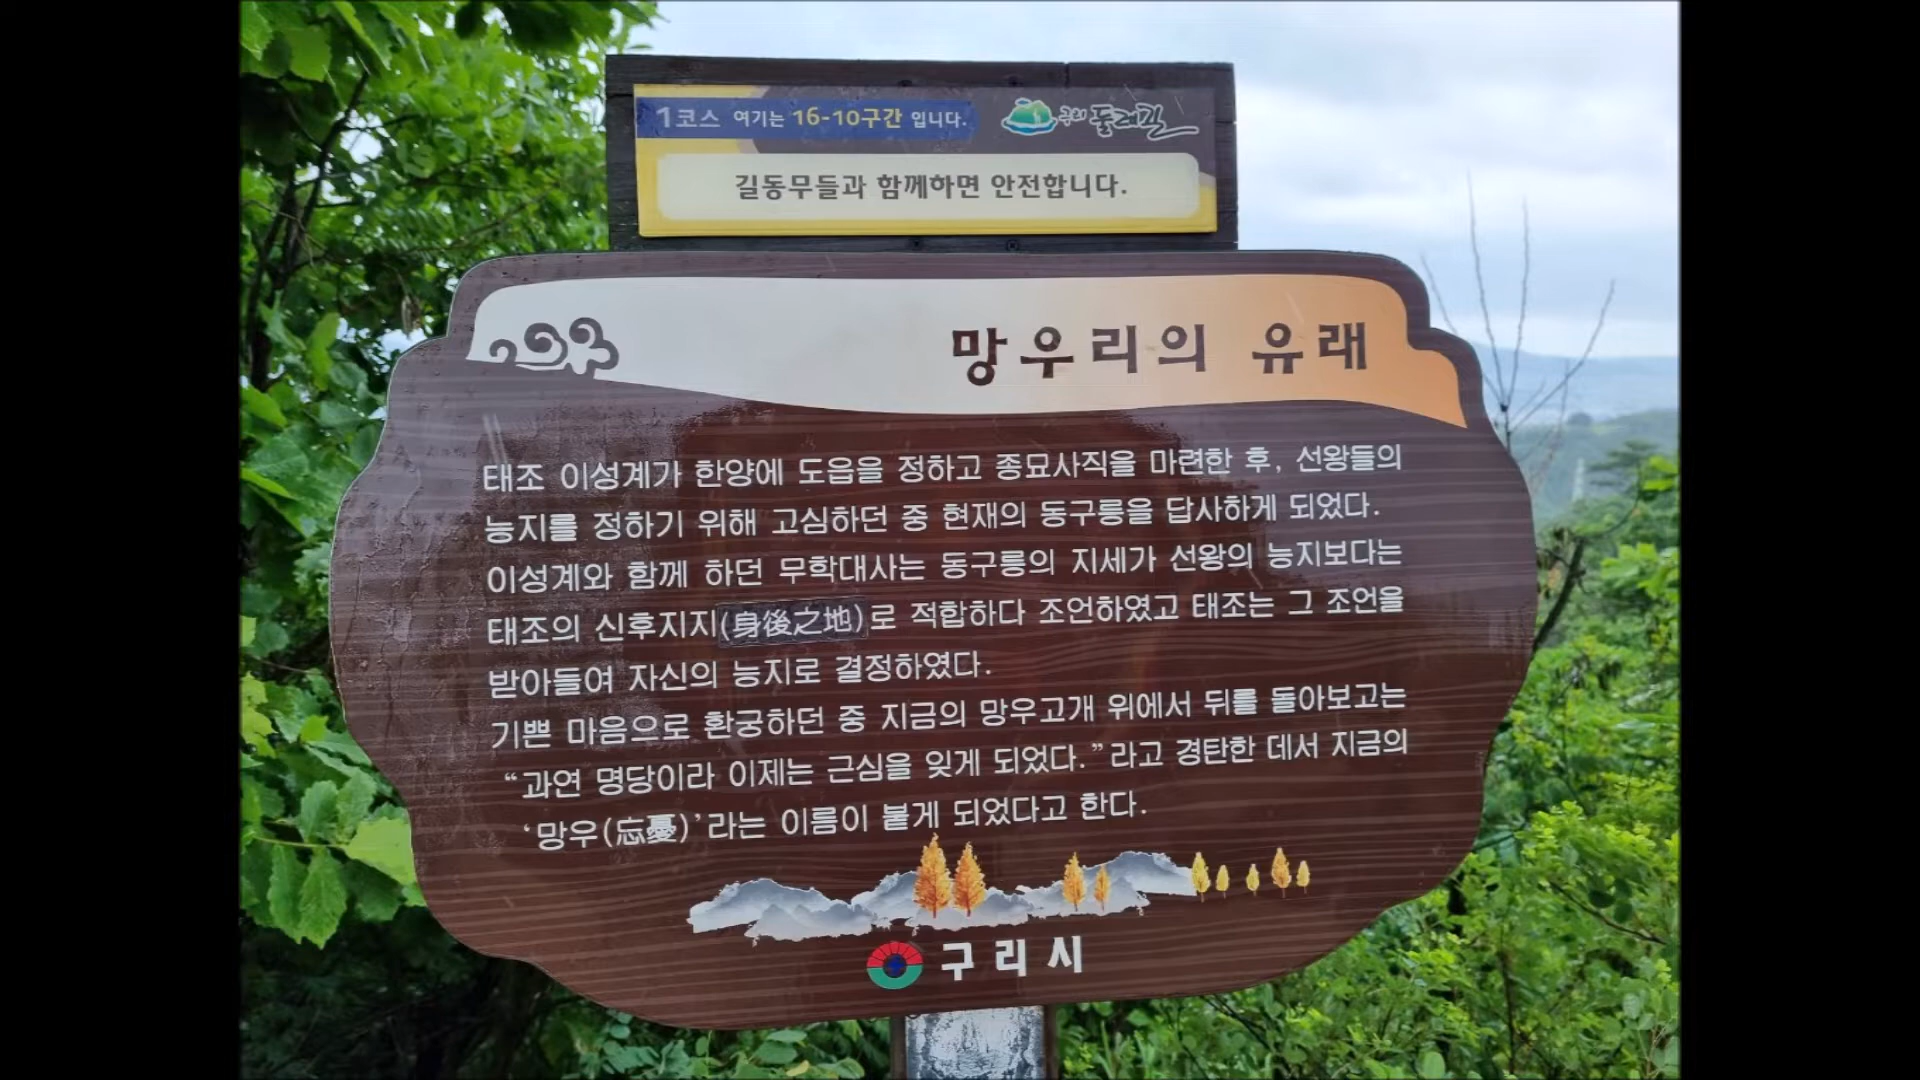 1코스 여기는 16-10구간 입니다. 구리 둘레길
길동무들과 함께하면 안전합니다.
망우리의 유래
태조 이성계가 한양에 도읍을 정하고 종묘사직을 마련한 후, 선왕들의
능지를 정하기 위해 고심하던 중 현재의 동구릉을 답사하게 되었다.
이성계와 함께 하던 무학대사는 동구릉의 지세가 선왕의 능지보다는
태조의 신후지지(身後之地)로 적합하다 조언하였고 태조는 그 조언을
받아들여 자신의 능지로 결정하였다.
기쁜 마음으로 환궁하던 중 지금의 망우고개 위에서 뒤를 돌아보고는
“과연 명당이라 이제는 근심을 잊게 되었다.”라고 경탄한 데서 지금의
‘망우(忘憂)’라는 이름이 붙게 되었다고 한다.
구리시